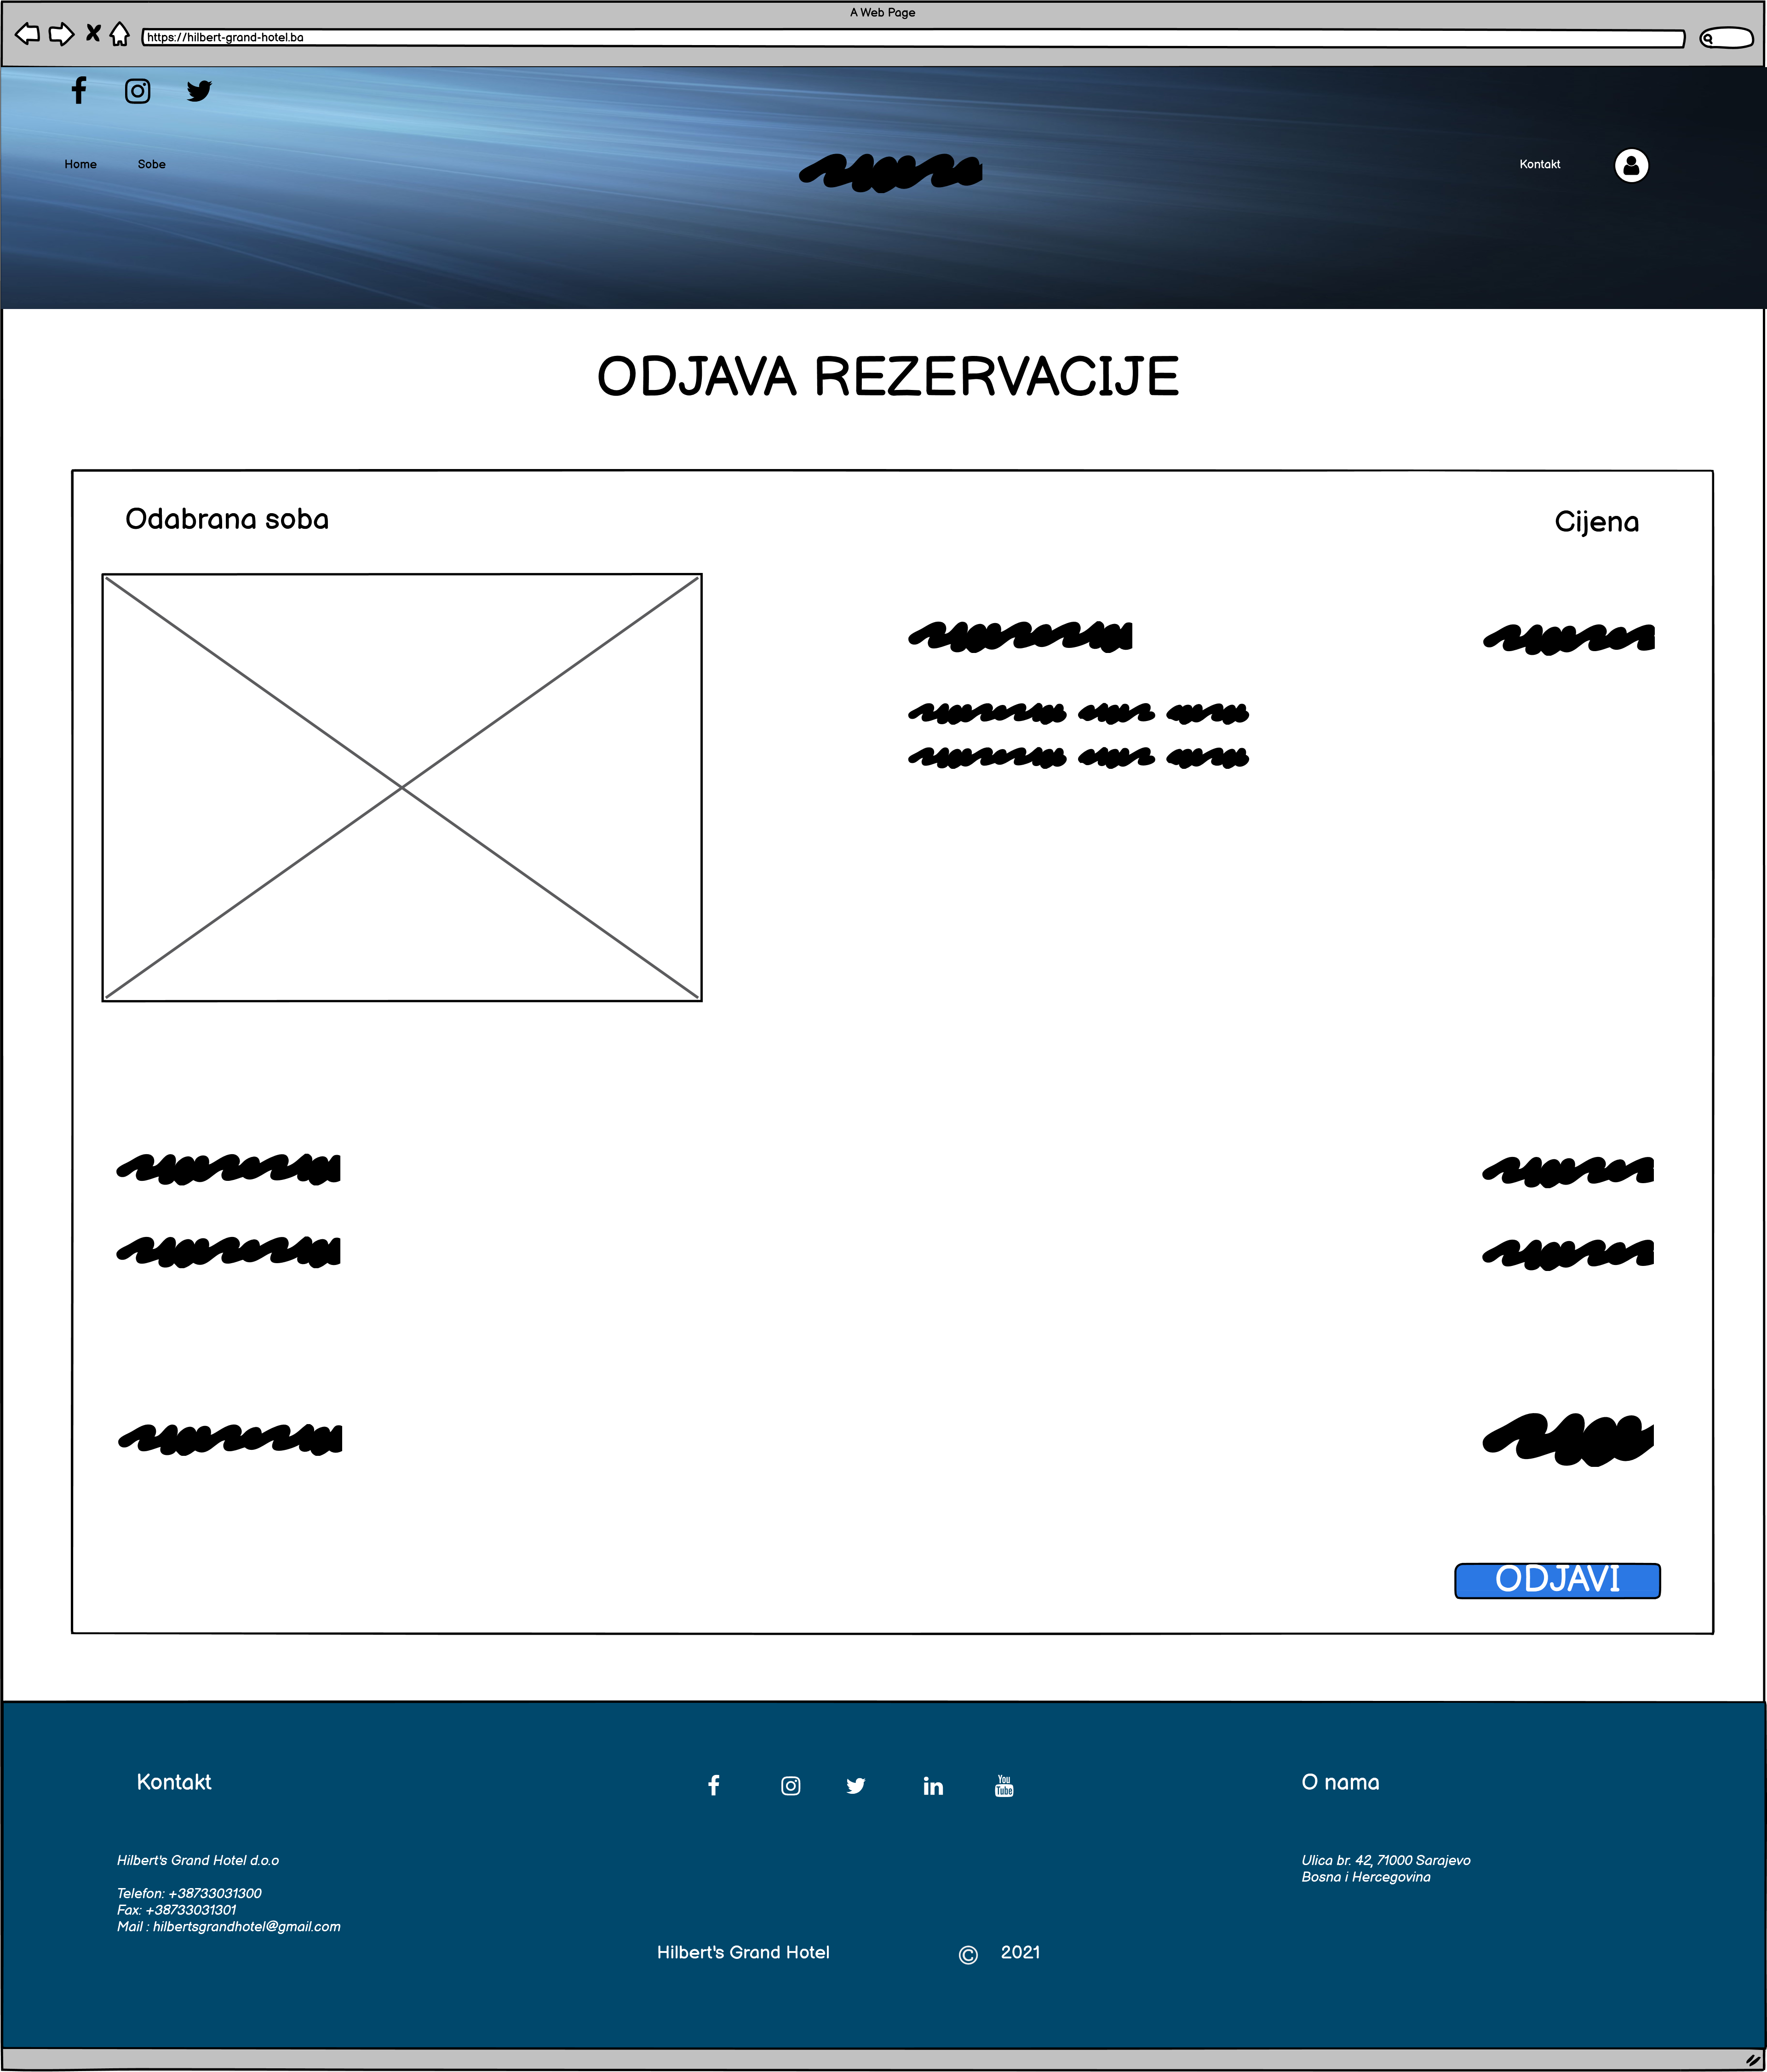 A Web Page
https://hilbert-grand-hotel.ba
Home
Sobe
Kontakt
ODJAVA REZERVACIJE
Odabrana soba
Cijena
ODJAVI
Kontakt
You
Tube
O nama
Hilbert's Grand Hotel d.o.o
Telefon: +38733031300
Fax: +38733031301
Mail : hilbertsgrandhotel@gmail.com
Ulica br. 42, 71000 Sarajevo
Bosna i Hercegovina
Hilbert's Grand Hotel © 2021